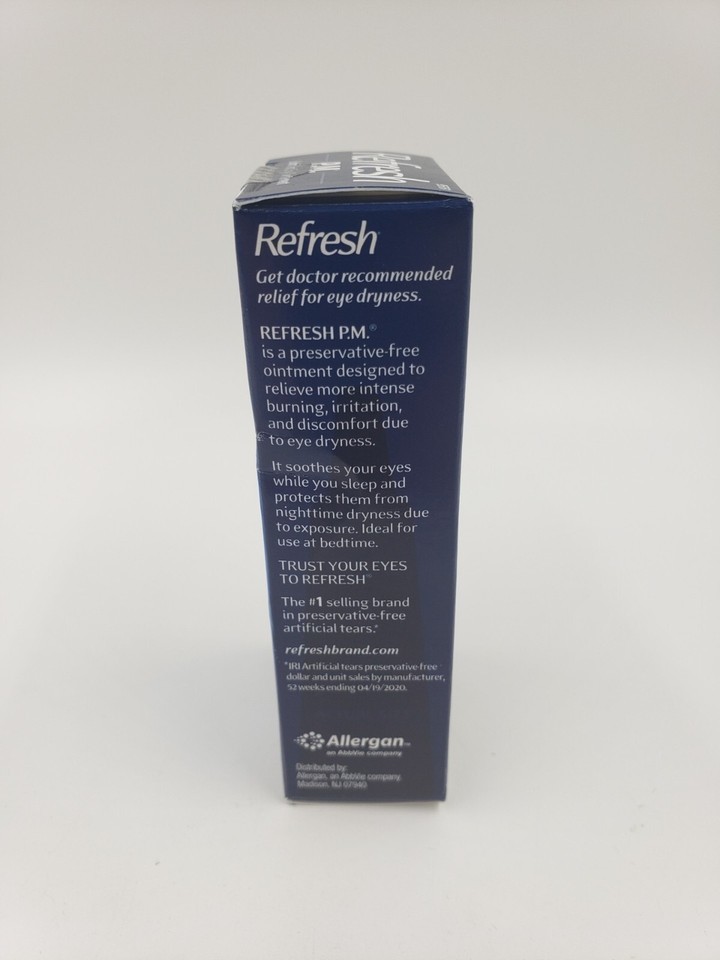 Refresh
P.M.
Refresh
Get doctor recommended
relief for eye dryness.
REFRESH P.M.®
is a preservative-free
ointment designed to
relieve more intense
burning, irritation,
and discomfort due
to eye dryness.
It soothes your eyes
while you sleep and
protects them from
nighttime dryness due
to exposure. Ideal for
use at bedtime.
TRUST YOUR EYES
TO REFRESH®
The #1 selling brand
in preservative-free
artificial tears.*
refreshbrand.com
*IRI Artificial tears preservative-free
dollar and unit sales by manufacturer,
52 weeks ending 04/19/2020.
Allergan™
an AbbVie company
Distributed by:
Allergan, an AbbVie company.
Madison, NJ 07940